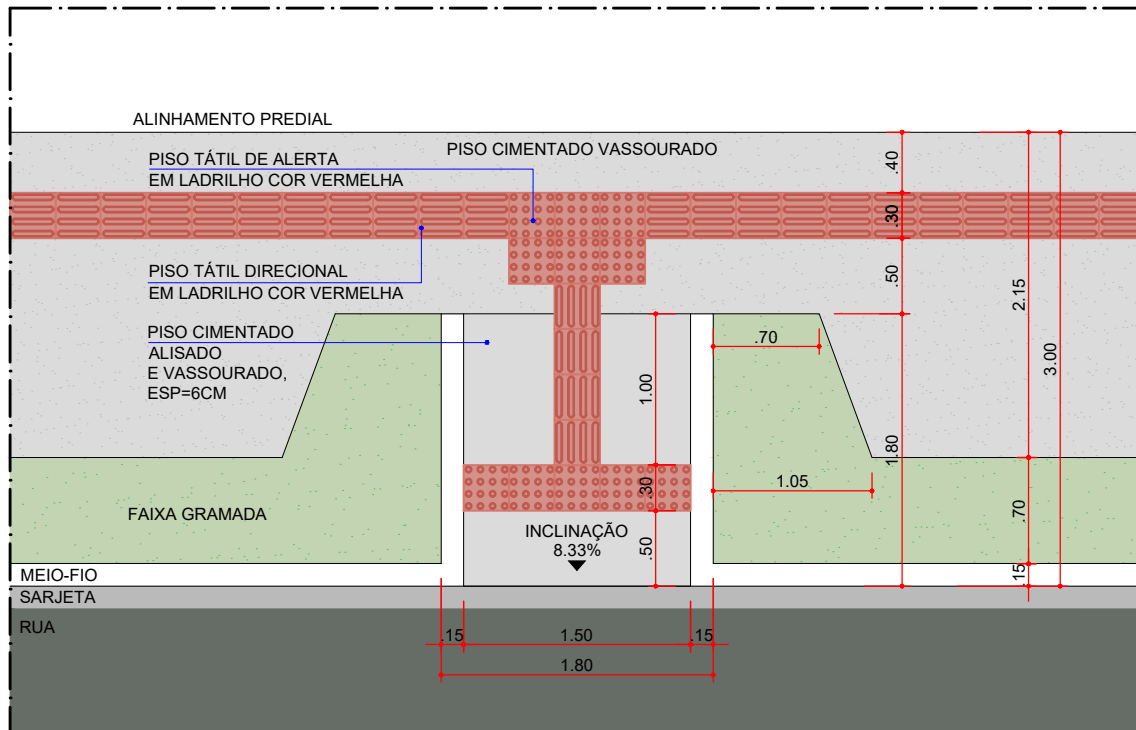 ALINHAMENTO PREDIAL
PISO TÁTIL DE ALERTA
EM LADRILHO COR VERMELHA
PISO CIMENTADO VASSOURADO
.40
.30
PISO TÁTIL DIRECIONAL
EM LADRILHO COR VERMELHA
.50
2.15
PISO CIMENTADO
ALISADO
E VASSOURADO,
ESP=6CM
.70
3.00
1.00
1.80
.30
1.05
FAIXA GRAMADA
.70
INCLINAÇÃO
8.33%
.50
MEIO-FIO
.15
SARJETA
RUA
.15
1.50
.15
1.80